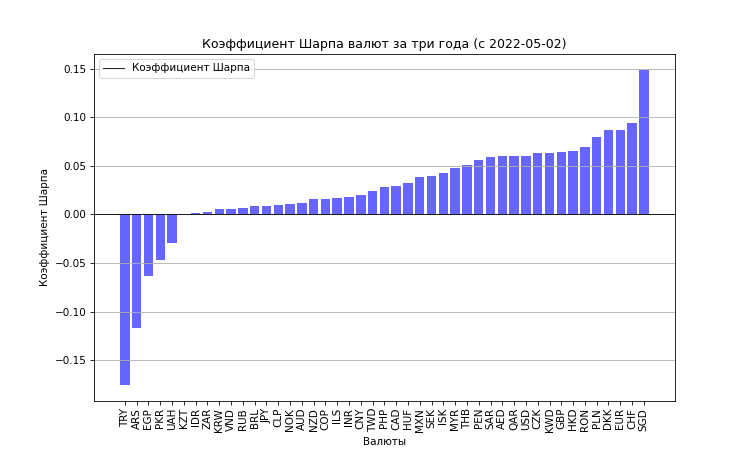 Коэффициент Шарпа валют за три года (с 2022-05-02)
Коэффициент Шарпа
0.15
0.10
0.05
0.00
−0.05
−0.10
−0.15
Коэффициент Шарпа
TRY ARS EGP PKR UAH KZT IDR ZAR KRW VND RUB BRL JPY CLP NOK AUD NZD COP ILS INR CNY TWD PHP CAD HUF MXN SEK ISK MYR THB PEN SAR AED QAR USD CZK KWD GBP HKD RON PLN DKK EUR CHF SGD
Валюты